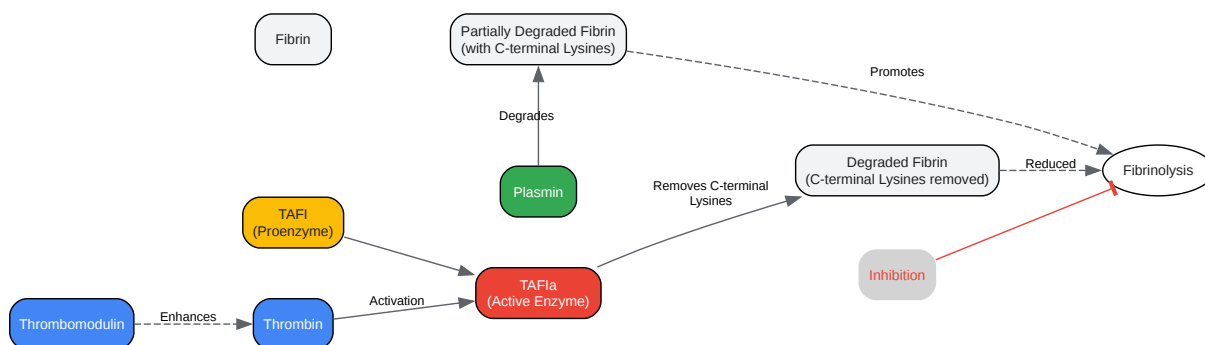 Fibrin
Partially Degraded Fibrin
(with C-terminal Lysines)
Promotes
Degrades
Degraded Fibrin
(C-terminal Lysines removed)
Reduced
Fibrinolysis
Plasmin
Removes C-terminal
Lysines
TAFI
(Proenzyme)
Inhibition
TAFIa
(Active Enzyme)
Activation
Thrombomodulin
Enhances
Thrombin